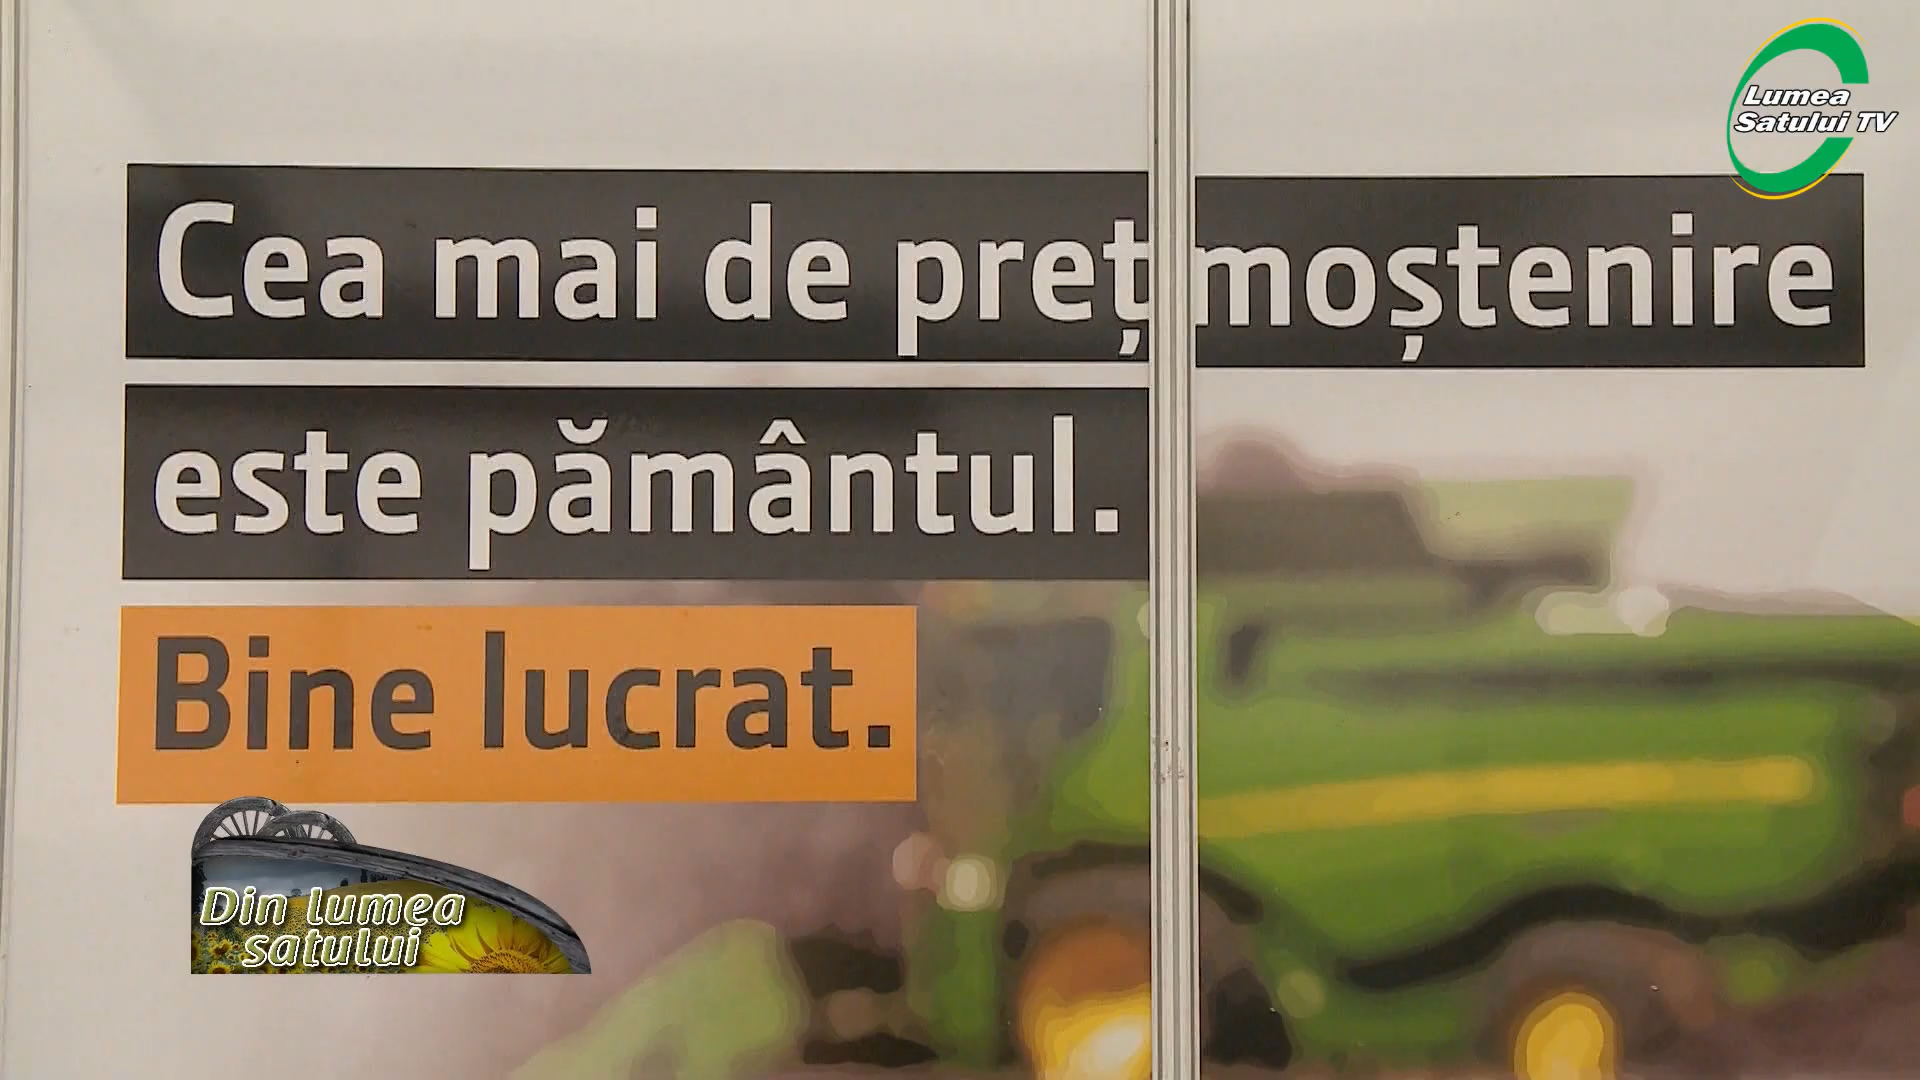 Lumea
Satului TV
Cea mai de preț moștenire
este pământul.
Bine lucrat.
Din lumea
satului